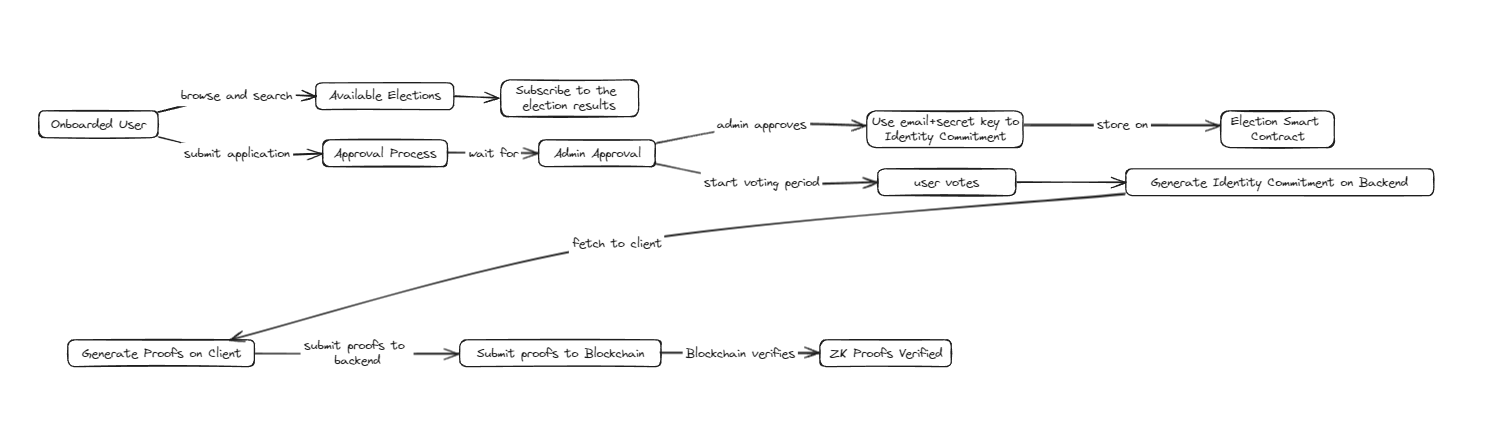 browse and search
Available Elections
Subscribe to the
election results
Onboarded User
submit application
Approval Process
wait for
Admin Approval
admin approves
Use email+secret key to
Identity Commitment
store on
Election Smart
Contract
start voting period
user votes
Generate Identity Commitment on Backend
fetch to client
Generate Proofs on Client
submit proofs to
backend
Submit proofs to Blockchain
Blockchain verifies
ZK Proofs Verified